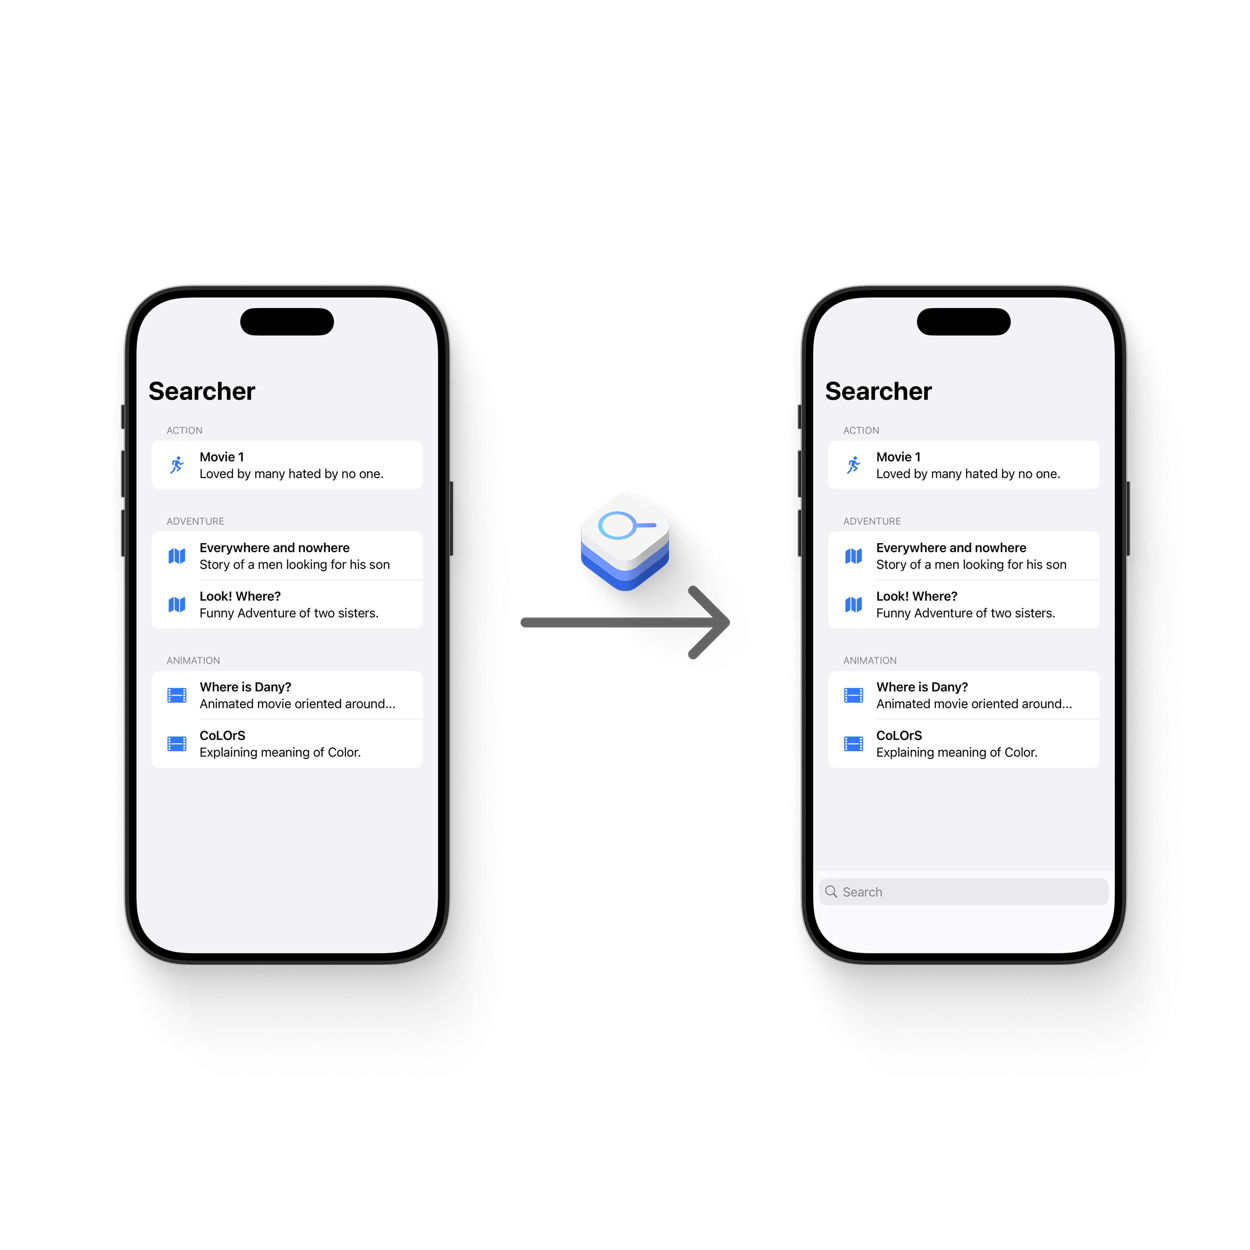 Searcher
ACTION
Movie 1
Loved by many hated by no one.
ADVENTURE
Everywhere and nowhere
Story of a men looking for his son
Look! Where?
Funny Adventure of two sisters.
ANIMATION
Where is Dany?
Animated movie oriented around...
CoLOrS
Explaining meaning of Color.
Searcher
ACTION
Movie 1
Loved by many hated by no one.
ADVENTURE
Everywhere and nowhere
Story of a men looking for his son
Look! Where?
Funny Adventure of two sisters.
ANIMATION
Where is Dany?
Animated movie oriented around...
CoLOrS
Explaining meaning of Color.
Search